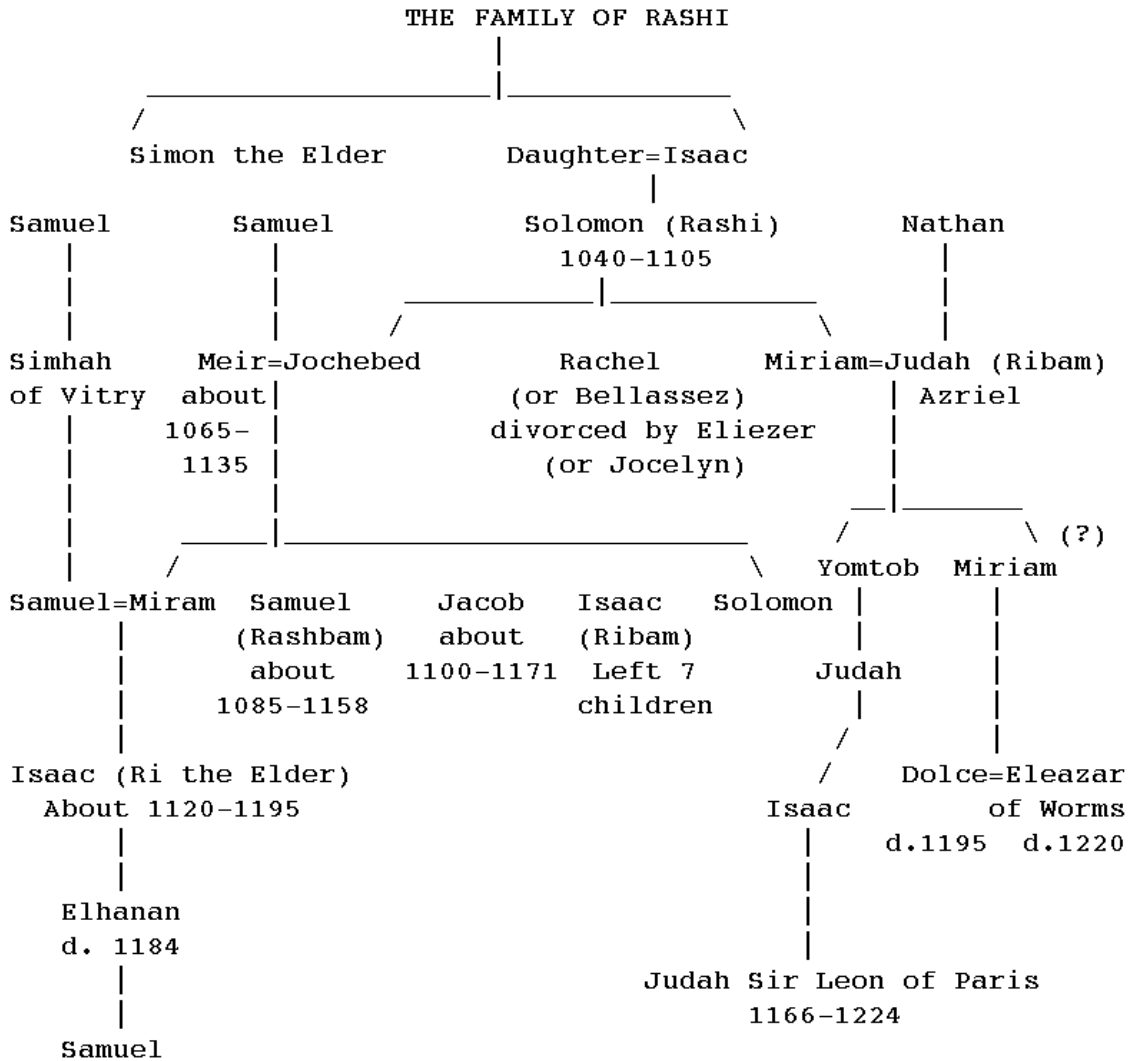 THE FAMILY OF RASHI
Simon the Elder Daughter=Isaac
Samuel Samuel Solomon (Rashi) Nathan
1040-1105
Simhah Meir=Jochebed Rachel Miriam=Judah (Ribam)
of Vitry about (or Bellassez) Azriel
1065- divorced by Eliezer
1135 (or Jocelyn)
(?)
Yomtob Miriam
Samuel=Miram Samuel Jacob Isaac Solomon
(Rashbam) about (Ribam)
about 1100-1171 Left 7 Judah
1085-1158 children
Isaac (Ri the Elder) Dolce=Eleazar
About 1120-1195 Isaac of Worms
d.1195 d.1220
Elhanan
d. 1184
Judah Sir Leon of Paris
1166-1224
Samuel